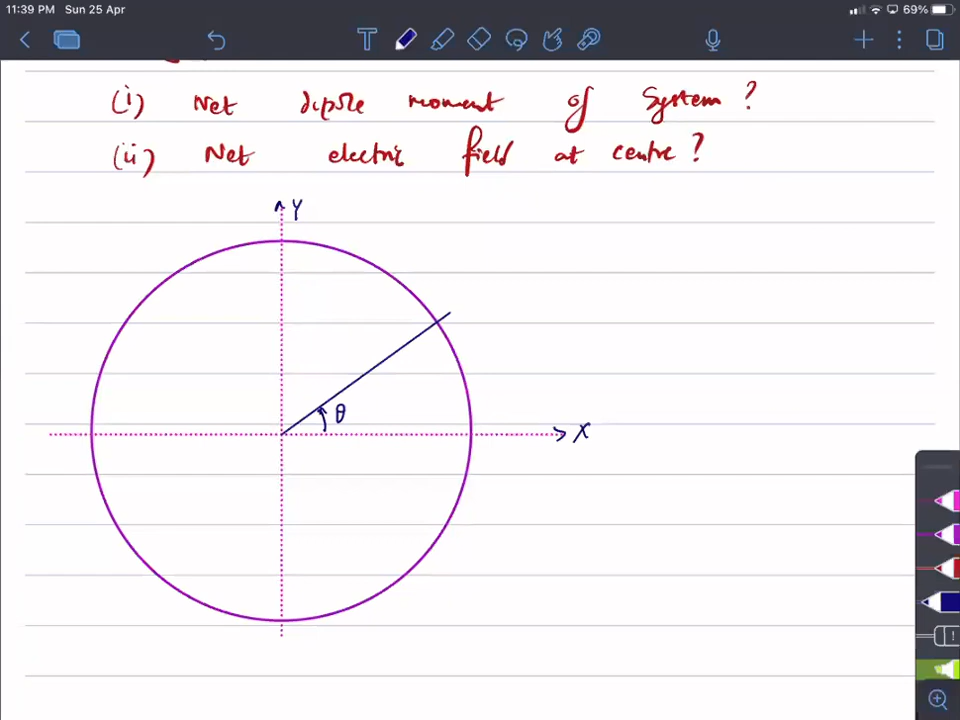 11:39 PM Sun 25 Apr 69%
T
(i) Net dipole moment of System ?
(ii) Net electric field at centre ?
Y
θ
X